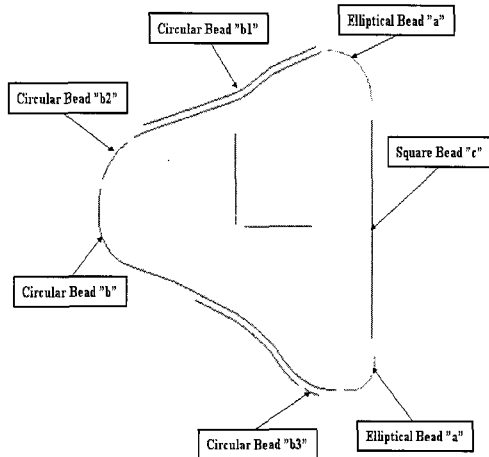 Elliptical Bead "a"
Circular Bead "b1"
Circular Bead "b2"
Square Bead "c"
Circular Bead "b"
Circular Bead "b3"
Elliptical Bead "a"